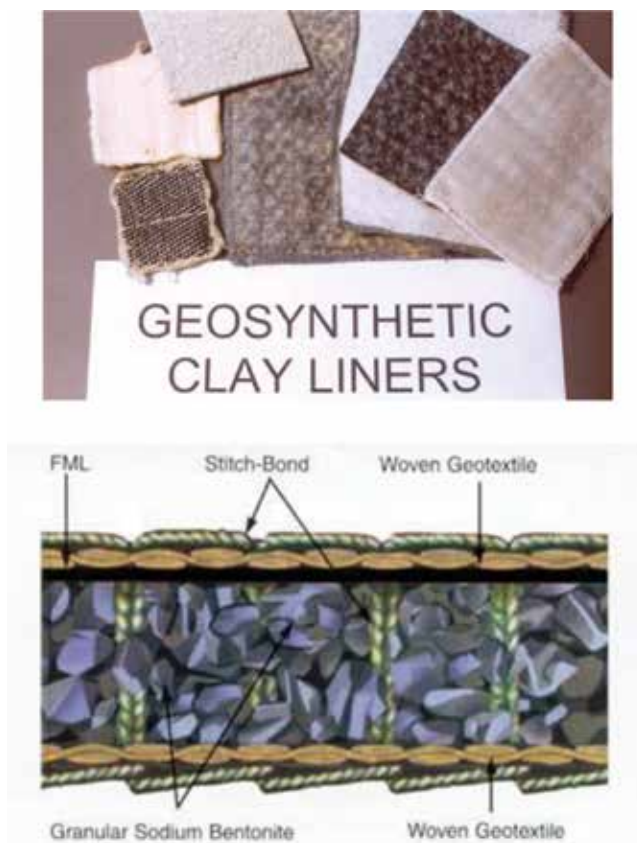 GEOSYNTHETIC
CLAY LINERS
FML
Stitch-Bond
Woven Geotextile
Granular Sodium Bentonite
Woven Geotextile